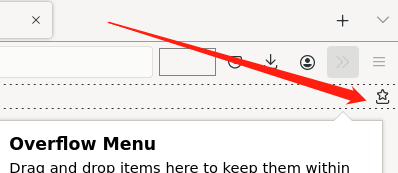 Overflow Menu
Drag and drop items here to keep them within